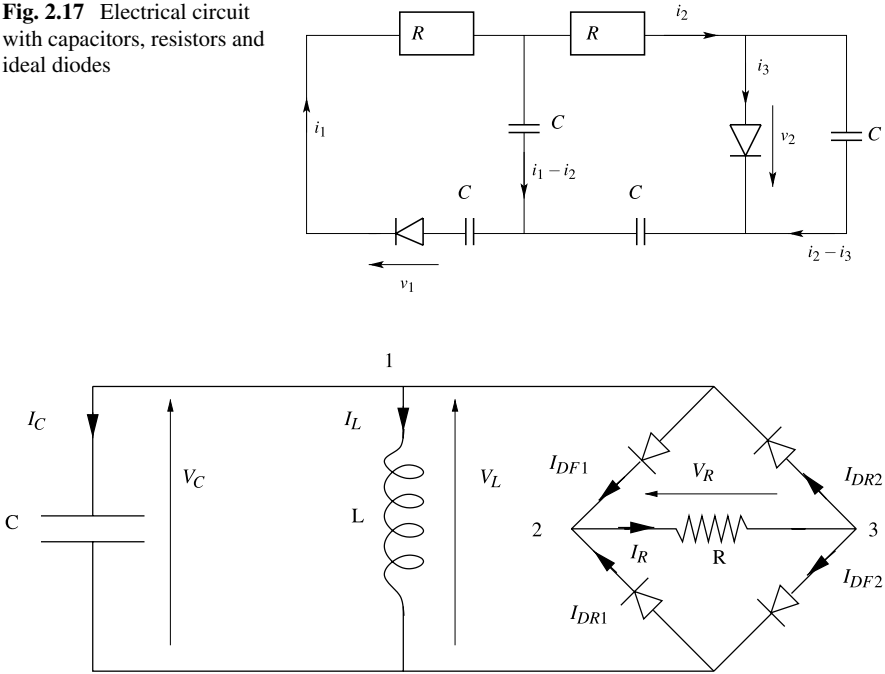 Fig. 2.17 Electrical circuit
with capacitors, resistors and
ideal diodes
R
R
i2
i3
i1
C
v2
C
i1 − i2
C
C
i2 − i3
v1
1
IC
IL
IDF1
VR
IDR2
VC
VL
C
L
2
3
IR
R
IDF2
IDR1